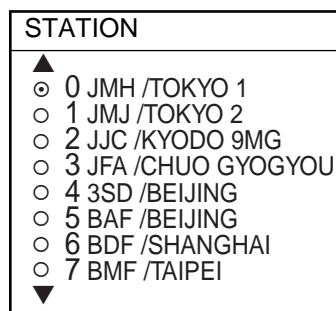 STATION
0 JMH /TOKYO 1
1 JMJ /TOKYO 2
2 JJC /KYODO 9MG
3 JFA /CHUO GYOGYOU
4 3SD /BEIJING
5 BAF /BEIJING
6 BDF /SHANGHAI
7 BMF /TAIPEI